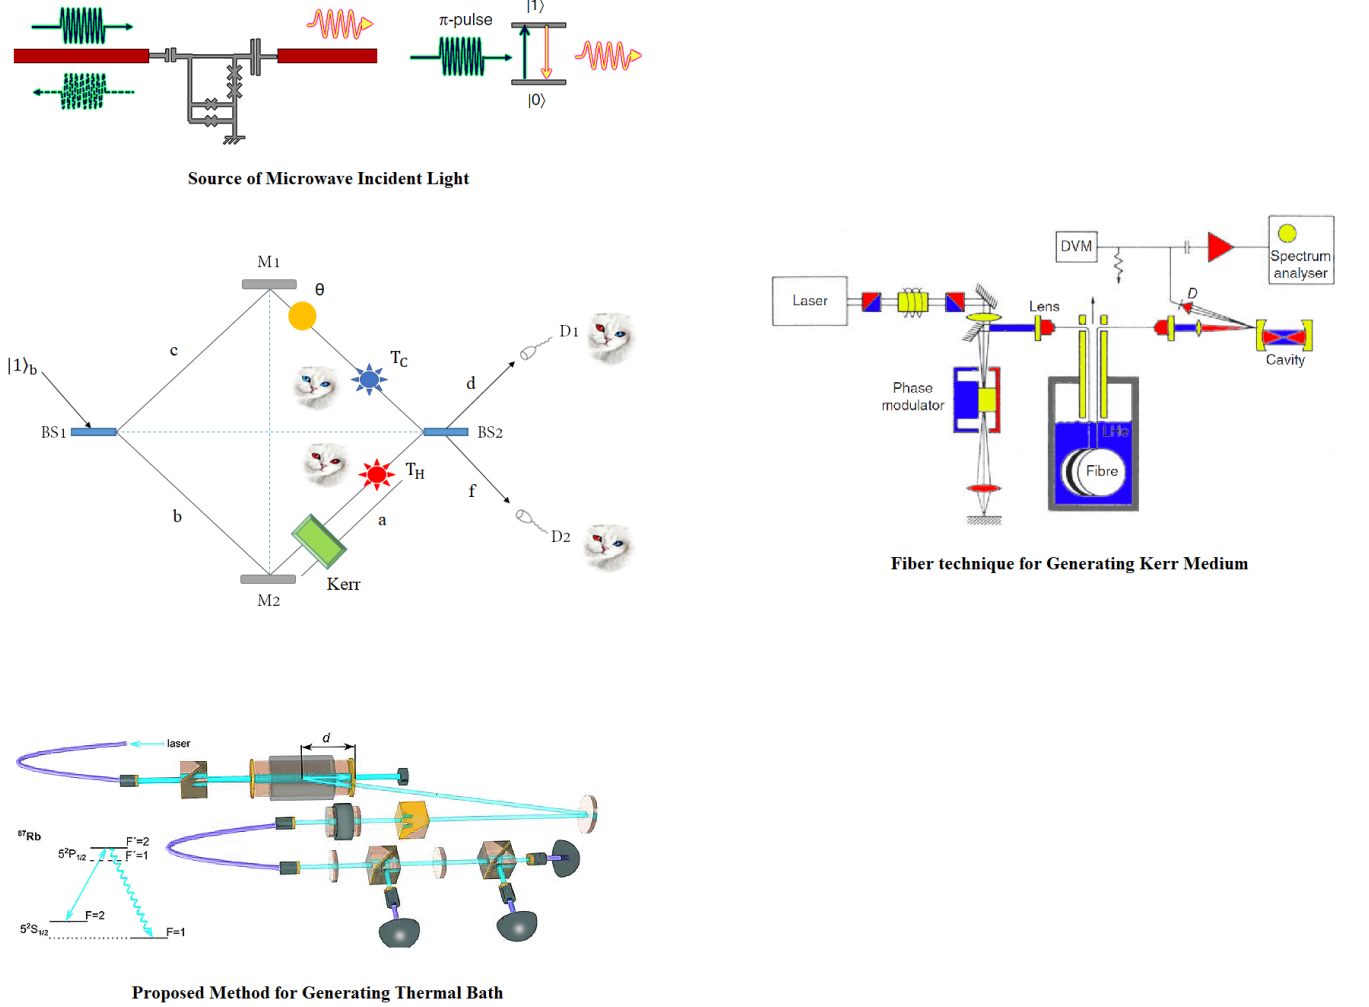 |1⟩
π-pulse
|0⟩
Source of Microwave Incident Light
M1
θ
|1⟩b
c
TC
D1
d
BS1
BS2
TH
f
b
a
D2
Kerr
M2
DVM
Spectrum
analyser
Laser
Lens
D
Cavity
Phase
modulator
LHe
Fibre
Fiber technique for Generating Kerr Medium
laser
d
⁸⁷Rb
F´=2
5²P1/2
F´=1
F=2
5²S1/2
F=1
Proposed Method for Generating Thermal Bath